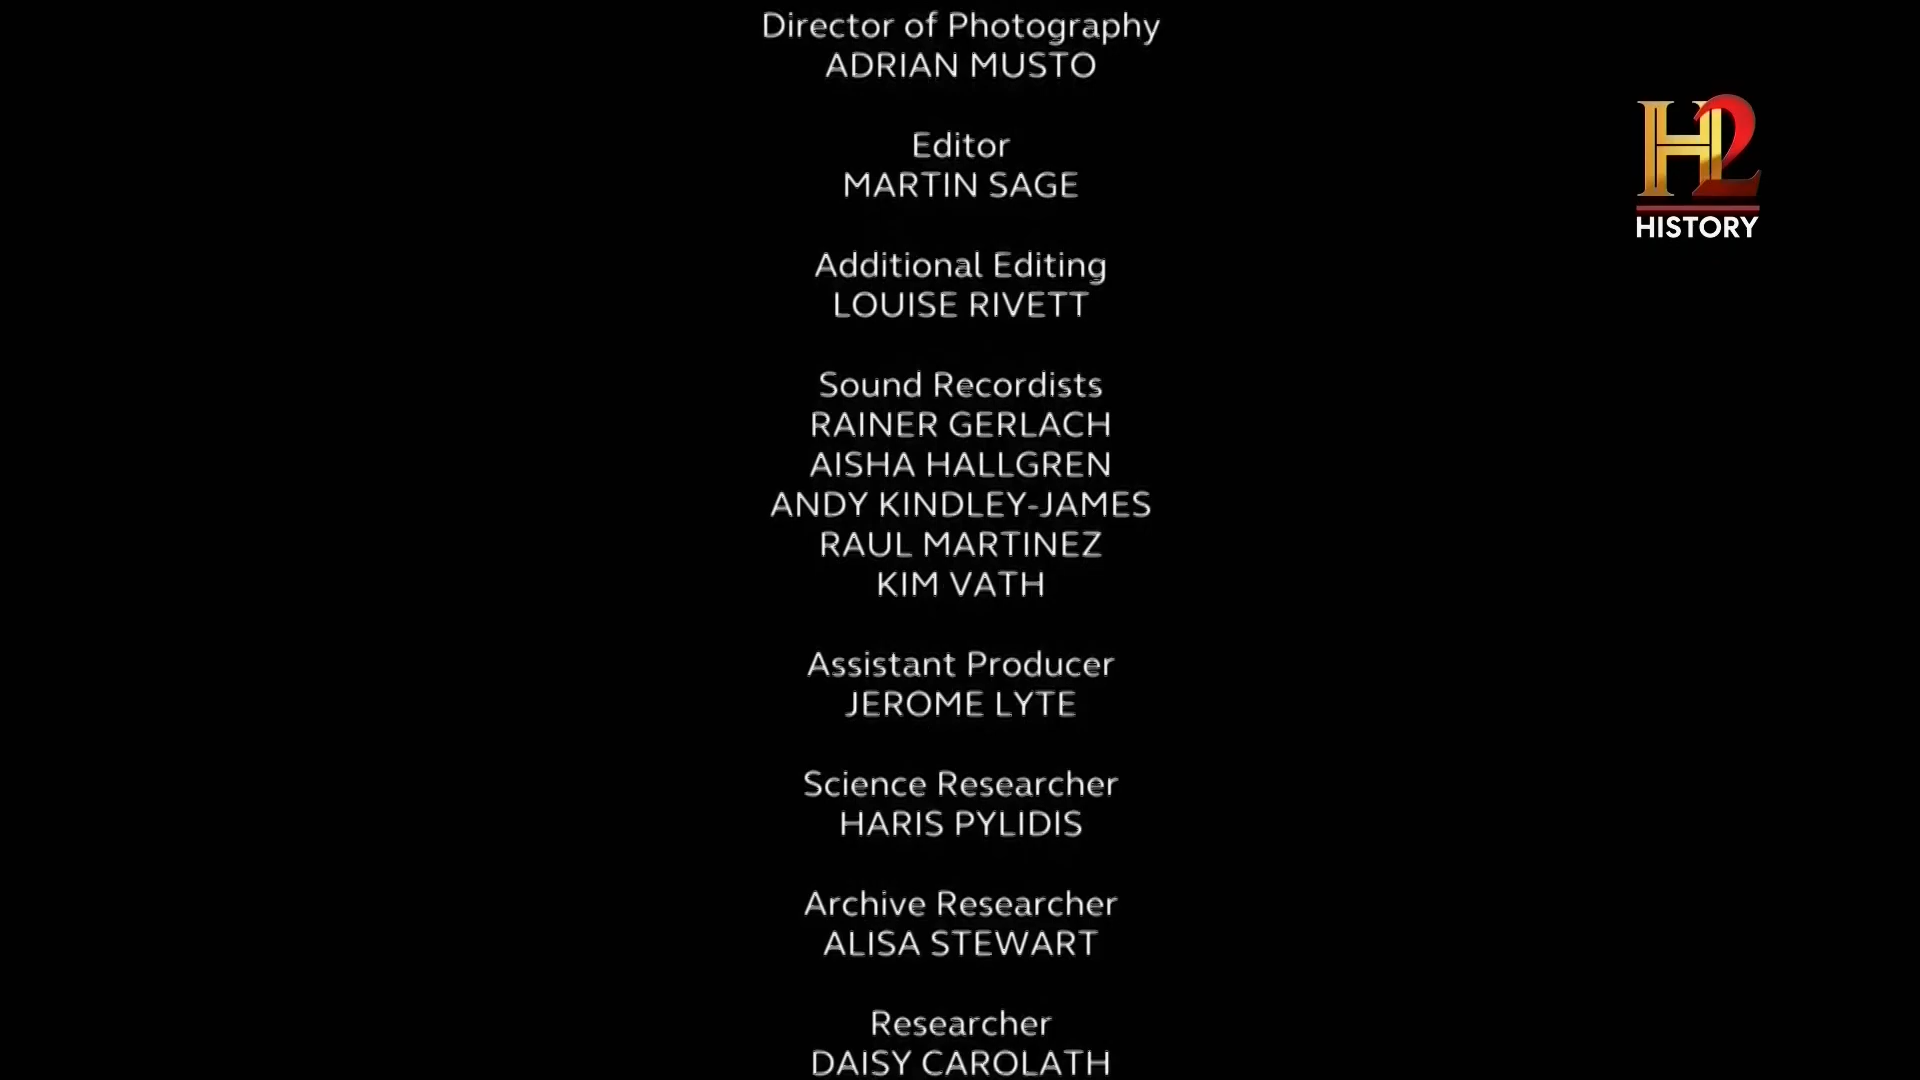 Director of Photography
ADRIAN MUSTO
Editor
MARTIN SAGE
Additional Editing
LOUISE RIVETT
Sound Recordists
RAINER GERLACH
AISHA HALLGREN
ANDY KINDLEY-JAMES
RAUL MARTINEZ
KIM VATH
Assistant Producer
JEROME LYTE
Science Researcher
HARIS PYLIDIS
Archive Researcher
ALISA STEWART
Researcher
DAISY CAROLATH
H2
HISTORY